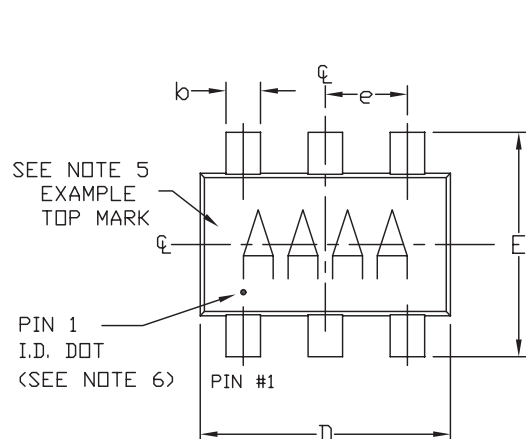 ℄
b
e
SEE NOTE 5
EXAMPLE
TOP MARK
AAAA
℄
E
PIN 1
I.D. DOT
(SEE NOTE 6)
PIN #1
D